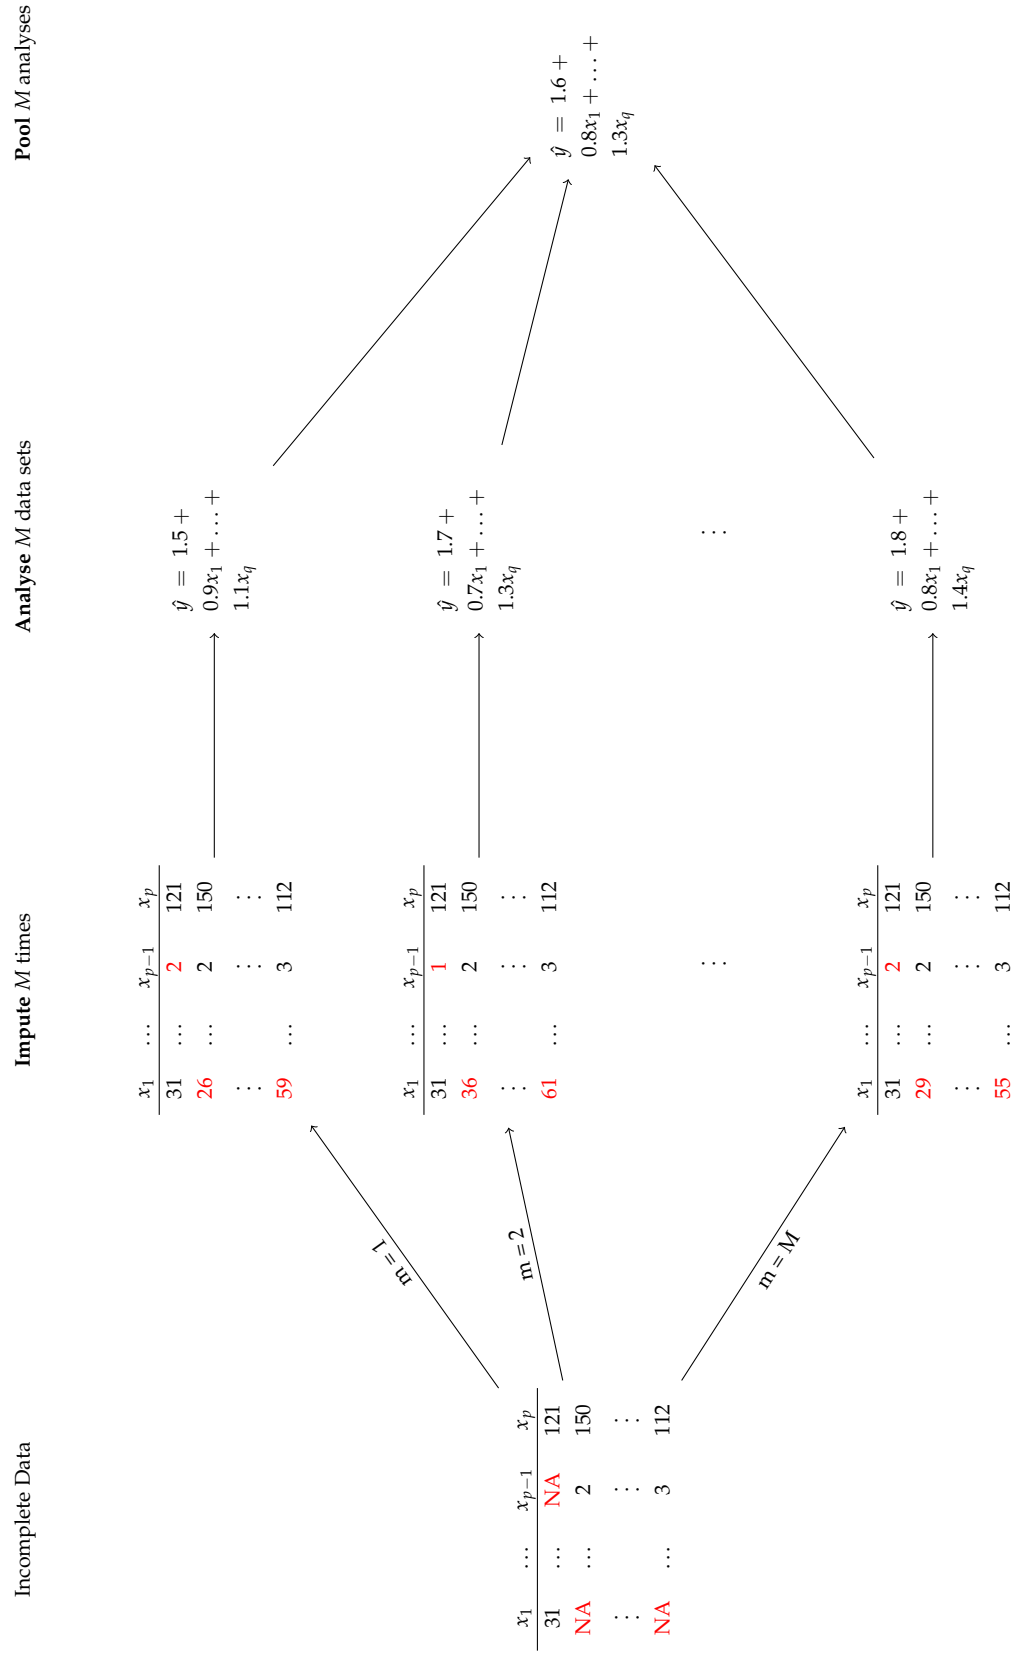 Incomplete Data
Impute M times
Analyse M data sets
Pool M analyses
x₁ … xₚ₋₁ xₚ
31 … NA 121
NA … 2 150
⋮ ⋮ ⋮
NA … 3 112
m = 1
m = 2
m = M
x₁ … xₚ₋₁ xₚ
31 … 2 121
26 … 2 150
⋮ ⋮ ⋮
59 … 3 112
x₁ … xₚ₋₁ xₚ
31 … 1 121
36 … 2 150
⋮ ⋮ ⋮
61 … 3 112
⋮
x₁ … xₚ₋₁ xₚ
31 … 2 121
29 … 2 150
⋮ ⋮ ⋮
55 … 3 112
ŷ = 1.5 +
0.9x₁ + … +
1.1x_q
ŷ = 1.7 +
0.7x₁ + … +
1.3x_q
⋮
ŷ = 1.8 +
0.8x₁ + … +
1.4x_q
ŷ = 1.6 +
0.8x₁ + … +
1.3x_q